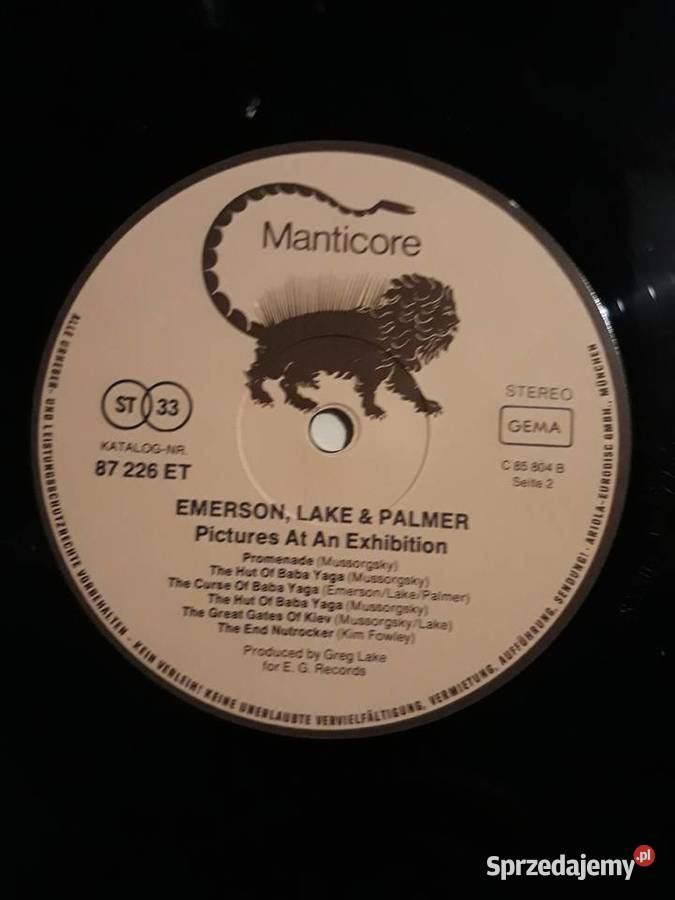 Manticore
ST 33
KATALOG-NR.
87 226 ET
STEREO
GEMA
C 85 804 B
Seite 2
EMERSON, LAKE & PALMER
Pictures At An Exhibition
Promenade (Mussorgsky)
The Hut Of Baba Yaga (Mussorgsky)
The Curse Of Baba Yaga (Emerson/Lake/Palmer)
The Hut Of Baba Yaga (Mussorgsky)
The Great Gates Of Kiev (Mussorgsky/Lake)
The End Nutrocker (Kim Fowley)
Produced by Greg Lake
for E. G. Records
ALLE URHEBER- UND LEISTUNGSSCHUTZRECHTE VORBEHALTEN - KEIN VERLEIH! KEINE UNERLAUBTE VERVIELFÄLTIGUNG, VERMIETUNG, AUFFÜHRUNG, SENDUNG! · ARIOLA-EURODISC GMBH., MÜNCHEN
Sprzedajemy.pl